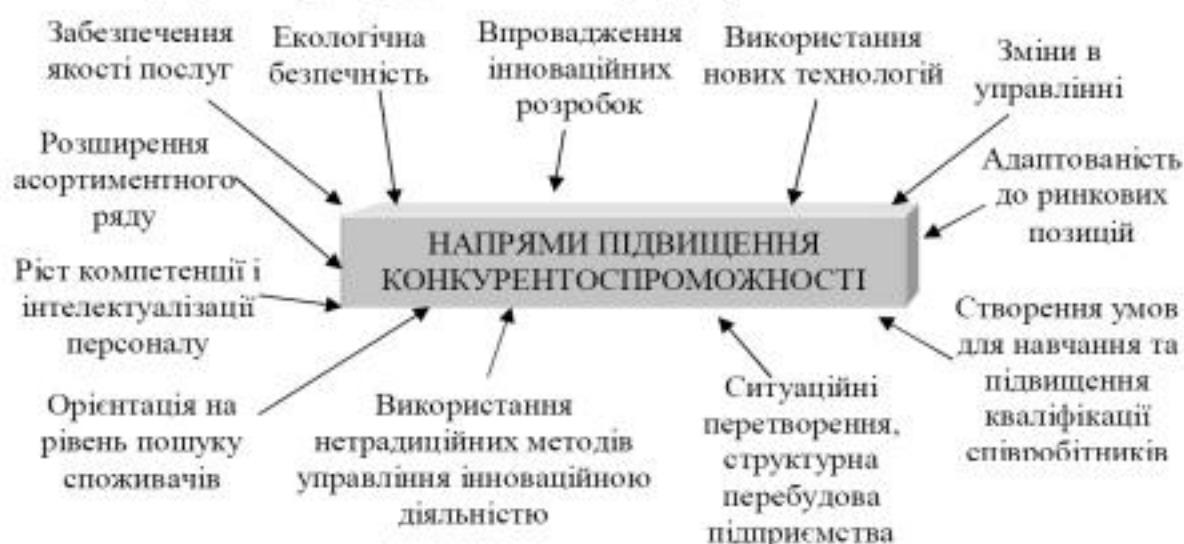 Забезпечення
якості послуг
Екологічна
безпечність
Впровадження
інноваційних
розробок
Використання
нових технологій
Зміни в
управлінні
Розширення
асортиментного
ряду
Адаптованість
до ринкових
позицій
НАПРЯМИ ПІДВИЩЕННЯ
КОНКУРЕНТОСПРОМОЖНОСТІ
Ріст компетенції і
інтелектуалізації
персоналу
Створення умов
для навчання та
підвищення
кваліфікації
співробітників
Орієнтація на
рівень пошуку
споживачів
Використання
нетрадиційних методів
управління інноваційною
діяльністю
Ситуаційні
перетворення,
структурна
перебудова
підприємства